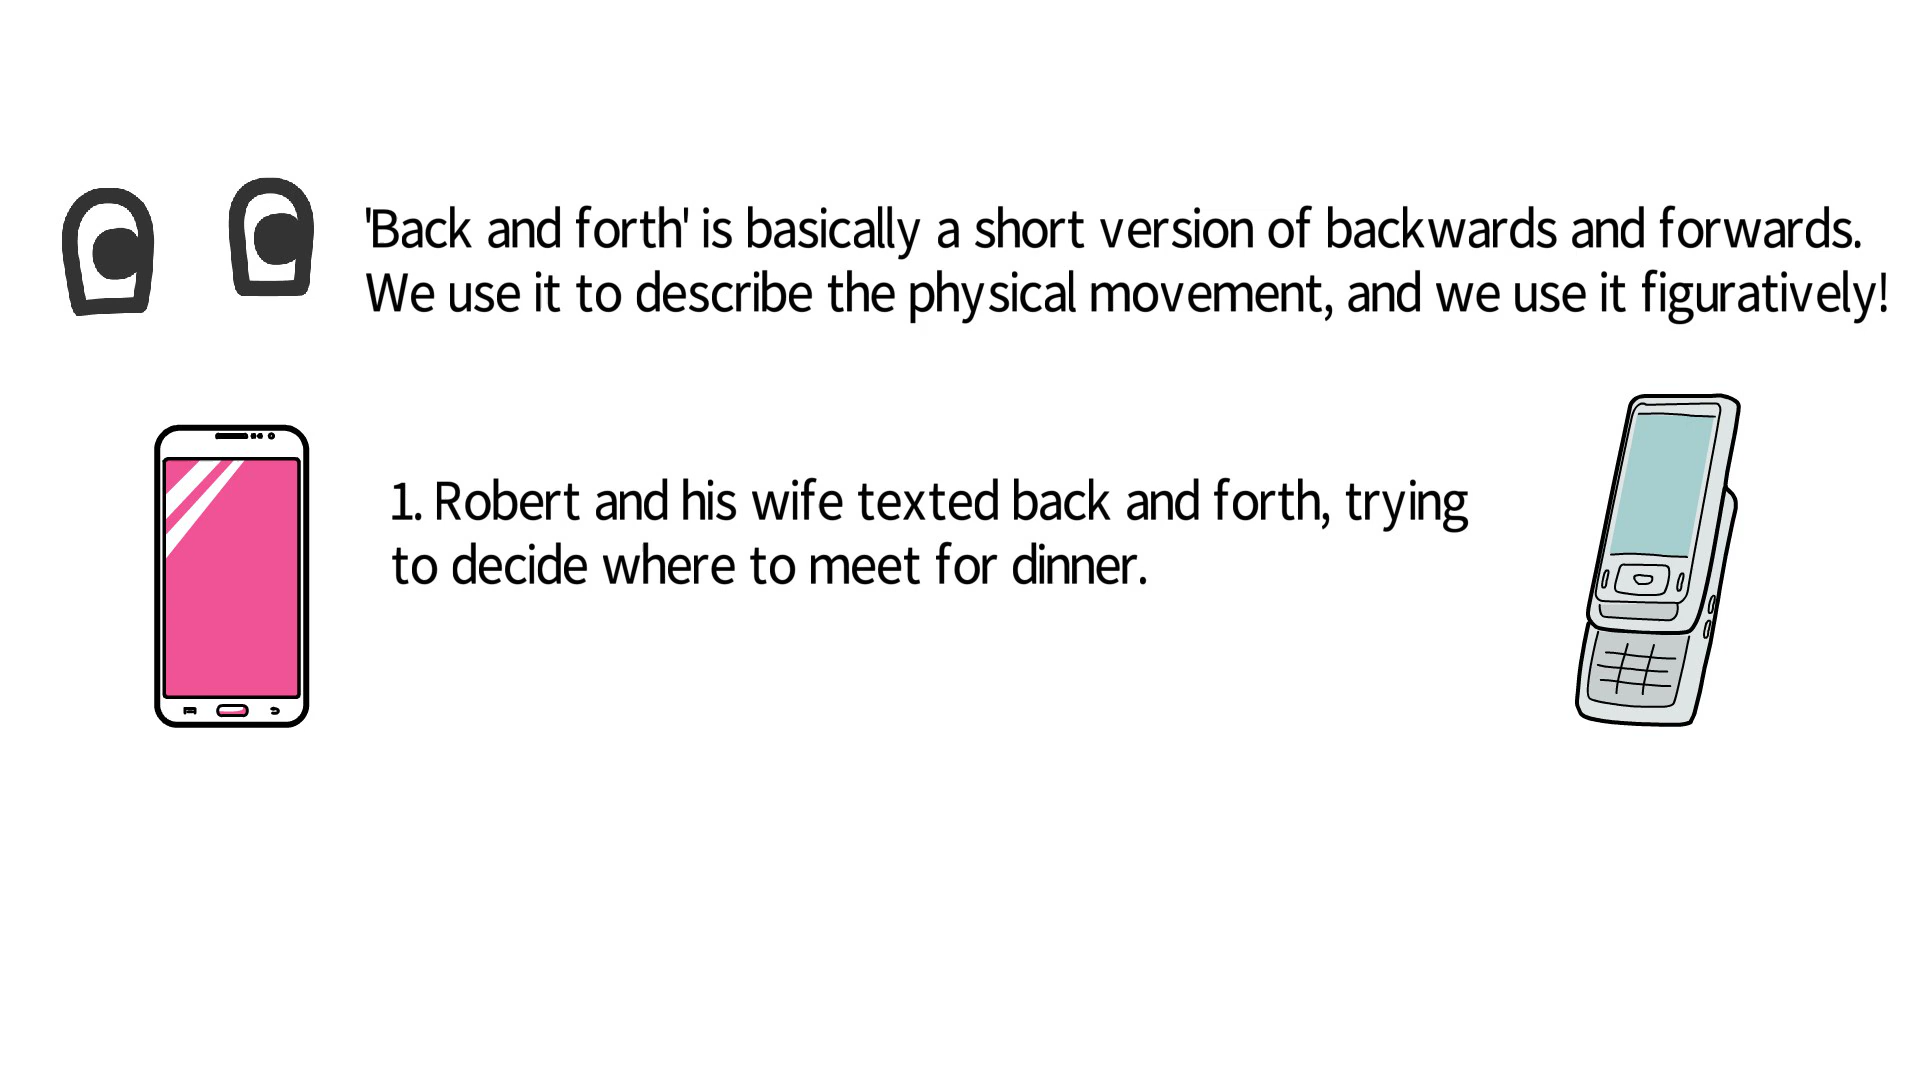 'Back and forth' is basically a short version of backwards and forwards.
We use it to describe the physical movement, and we use it figuratively!
1. Robert and his wife texted back and forth, trying
to decide where to meet for dinner.